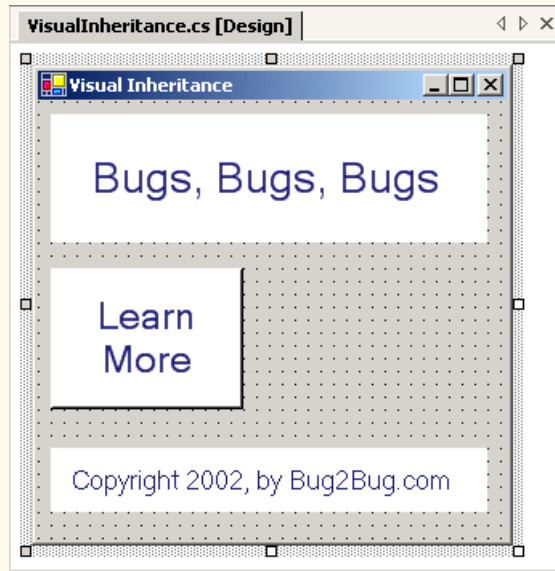 VisualInheritance.cs [Design]
Visual Inheritance
Bugs, Bugs, Bugs
Learn
More
Copyright 2002, by Bug2Bug.com